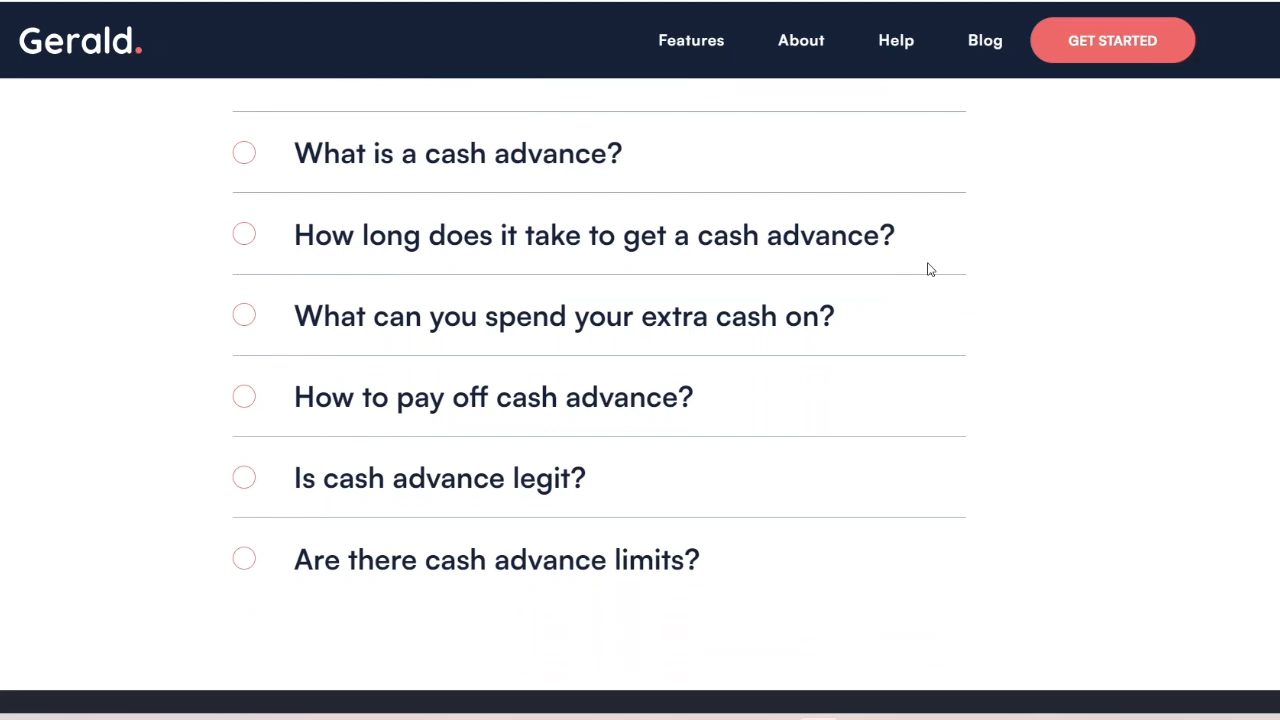 Gerald.
Features
About
Help
Blog
GET STARTED
What is a cash advance?
How long does it take to get a cash advance?
What can you spend your extra cash on?
How to pay off cash advance?
Is cash advance legit?
Are there cash advance limits?